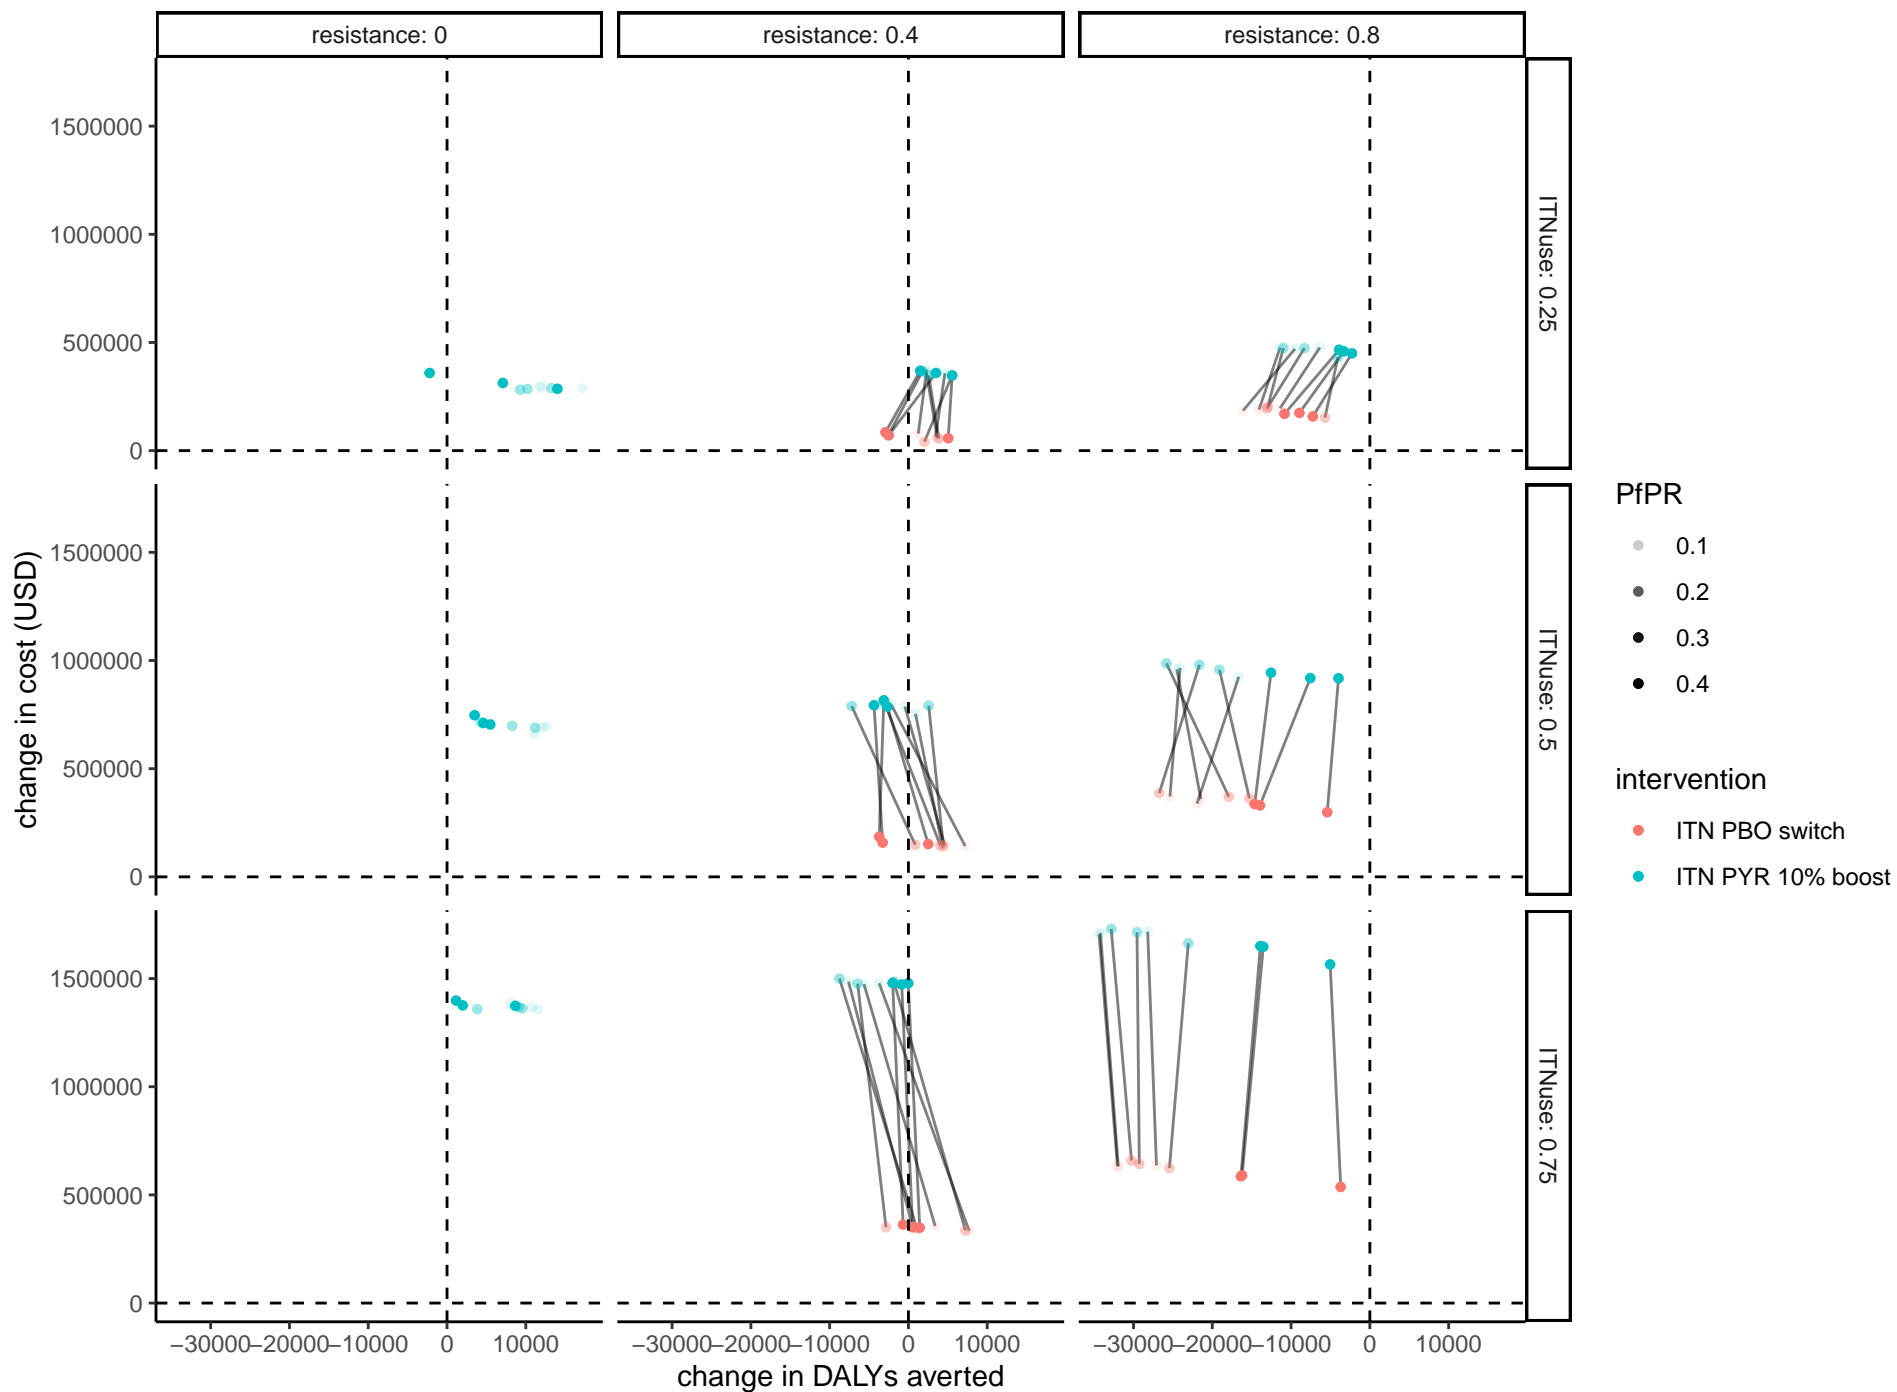 resistance: 0
resistance: 0.4
resistance: 0.8
1500000
1000000
500000
0
ITNuse: 0.25
1500000
1000000
500000
0
ITNuse: 0.5
1500000
1000000
500000
0
ITNuse: 0.75
−30000 −20000 −10000 0 10000
−30000 −20000 −10000 0 10000
−30000 −20000 −10000 0 10000
change in DALYs averted
change in cost (USD)
PfPR
0.1
0.2
0.3
0.4
intervention
ITN PBO switch
ITN PYR 10% boost